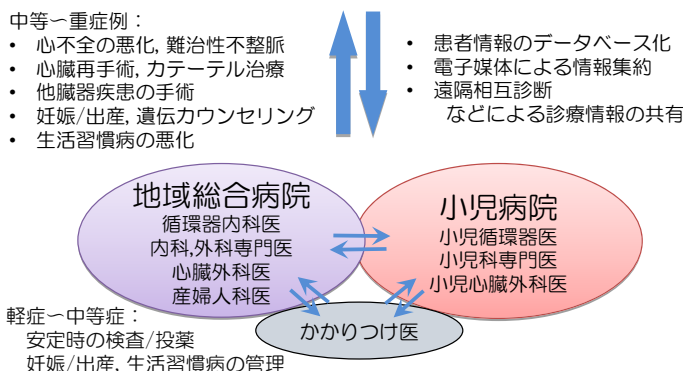 中等〜重症例：
• 心不全の悪化, 難治性不整脈
• 心臓再手術, カテーテル治療
• 他臓器疾患の手術
• 妊娠/出産, 遺伝カウンセリング
• 生活習慣病の悪化
• 患者情報のデータベース化
• 電子媒体による情報集約
• 遠隔相互診断
などによる診療情報の共有
地域総合病院
循環器内科医
内科,外科専門医
心臓外科医
産婦人科医
小児病院
小児循環器医
小児科専門医
小児心臓外科医
かかりつけ医
軽症〜中等症：
安定時の検査/投薬
妊娠/出産, 生活習慣病の管理